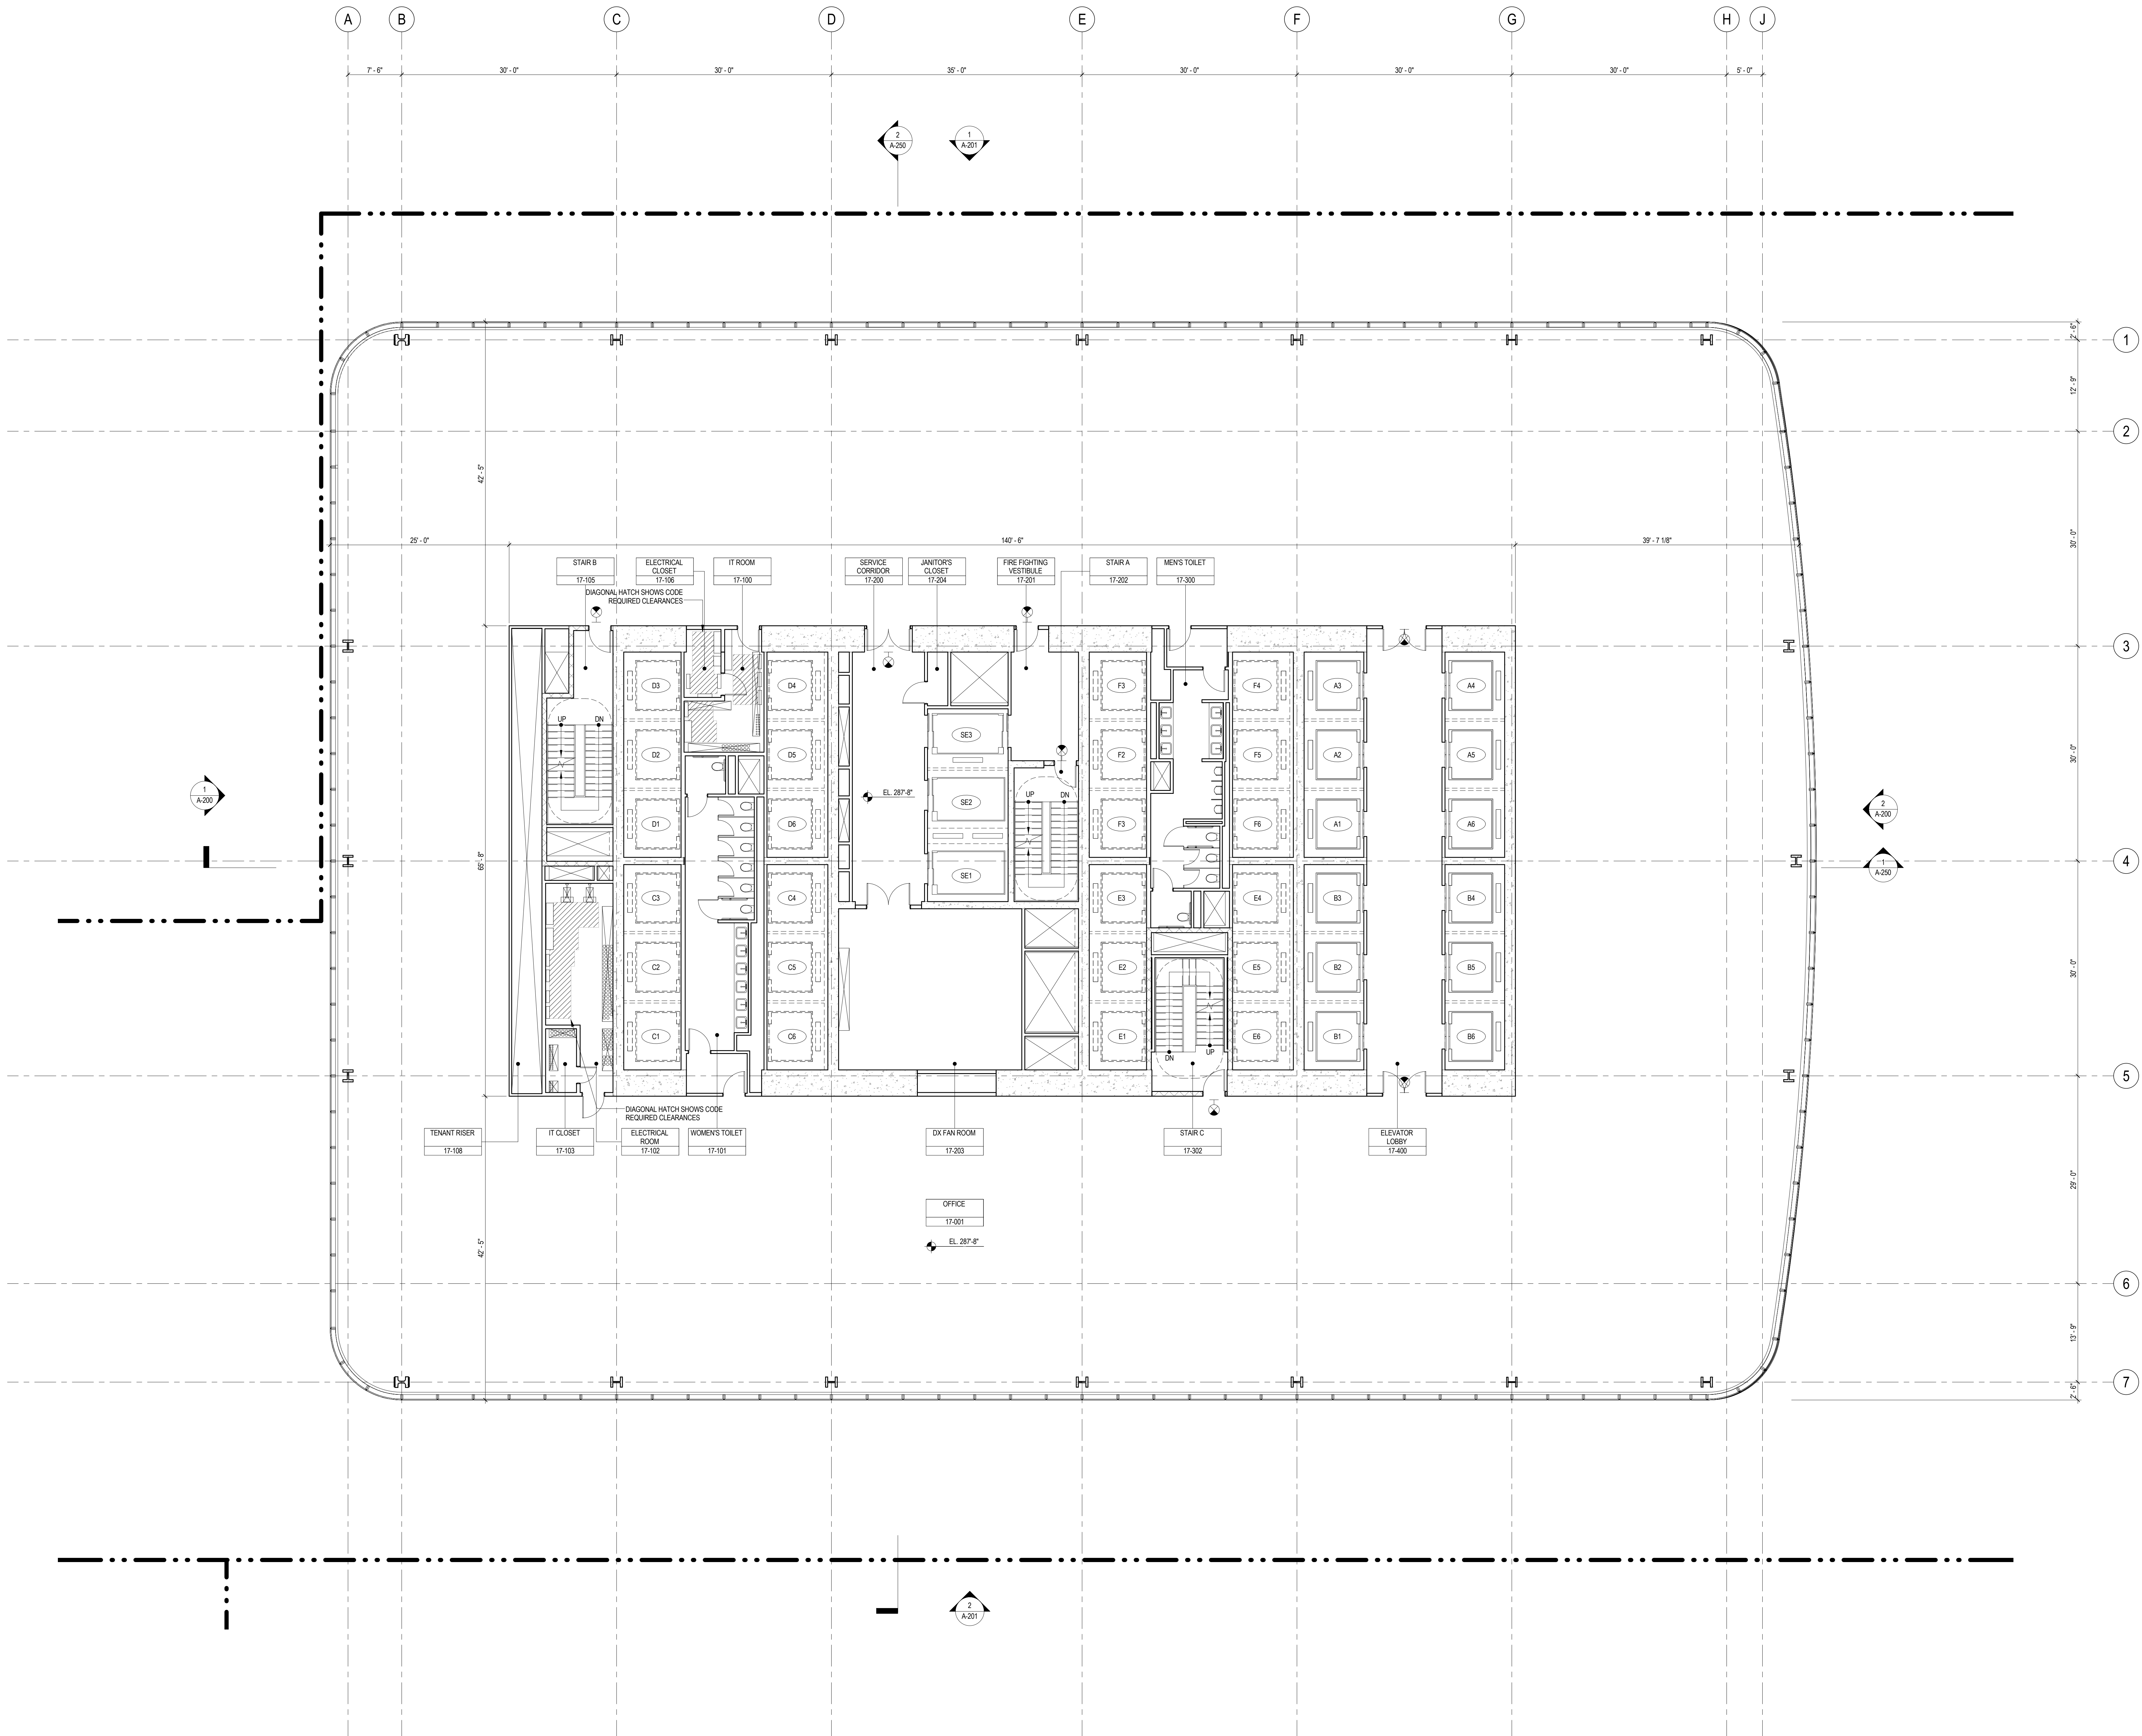 A
B
C
D
E
F
G
H
J
7' - 6"
30' - 0"
30' - 0"
35' - 0"
30' - 0"
30' - 0"
30' - 0"
5' - 0"
2
A-250
1
A-201
1
2
3
4
5
6
7
2' - 6"
12' - 9"
30' - 0"
30' - 0"
30' - 0"
29' - 0"
13' - 9"
2' - 6"
42' - 5"
65' - 8"
42' - 5"
25' - 0"
140' - 6"
39' - 7 1/8"
STAIR B
17-105
ELECTRICAL
CLOSET
17-106
IT ROOM
17-100
SERVICE
CORRIDOR
17-200
JANITOR'S
CLOSET
17-204
FIRE FIGHTING
VESTIBULE
17-201
STAIR A
17-202
MEN'S TOILET
17-300
DIAGONAL HATCH SHOWS CODE
REQUIRED CLEARANCES
D3
D4
F3
F4
A3
A4
UP
DN
SE3
D2
D5
F2
F5
A2
A5
UP
DN
EL. 287'-8"
SE2
D1
D6
F3
F6
A1
A6
SE1
C3
C4
E3
E4
B3
B4
C2
C5
E2
E5
B2
B5
C1
C6
E1
E6
B1
B6
DN
UP
1
A-200
2
A-200
1
A-250
DIAGONAL HATCH SHOWS CODE
REQUIRED CLEARANCES
TENANT RISER
17-108
IT CLOSET
17-103
ELECTRICAL
ROOM
17-102
WOMEN'S TOILET
17-101
DX FAN ROOM
17-203
STAIR C
17-302
ELEVATOR
LOBBY
17-400
OFFICE
17-001
EL. 287'-8"
2
A-201